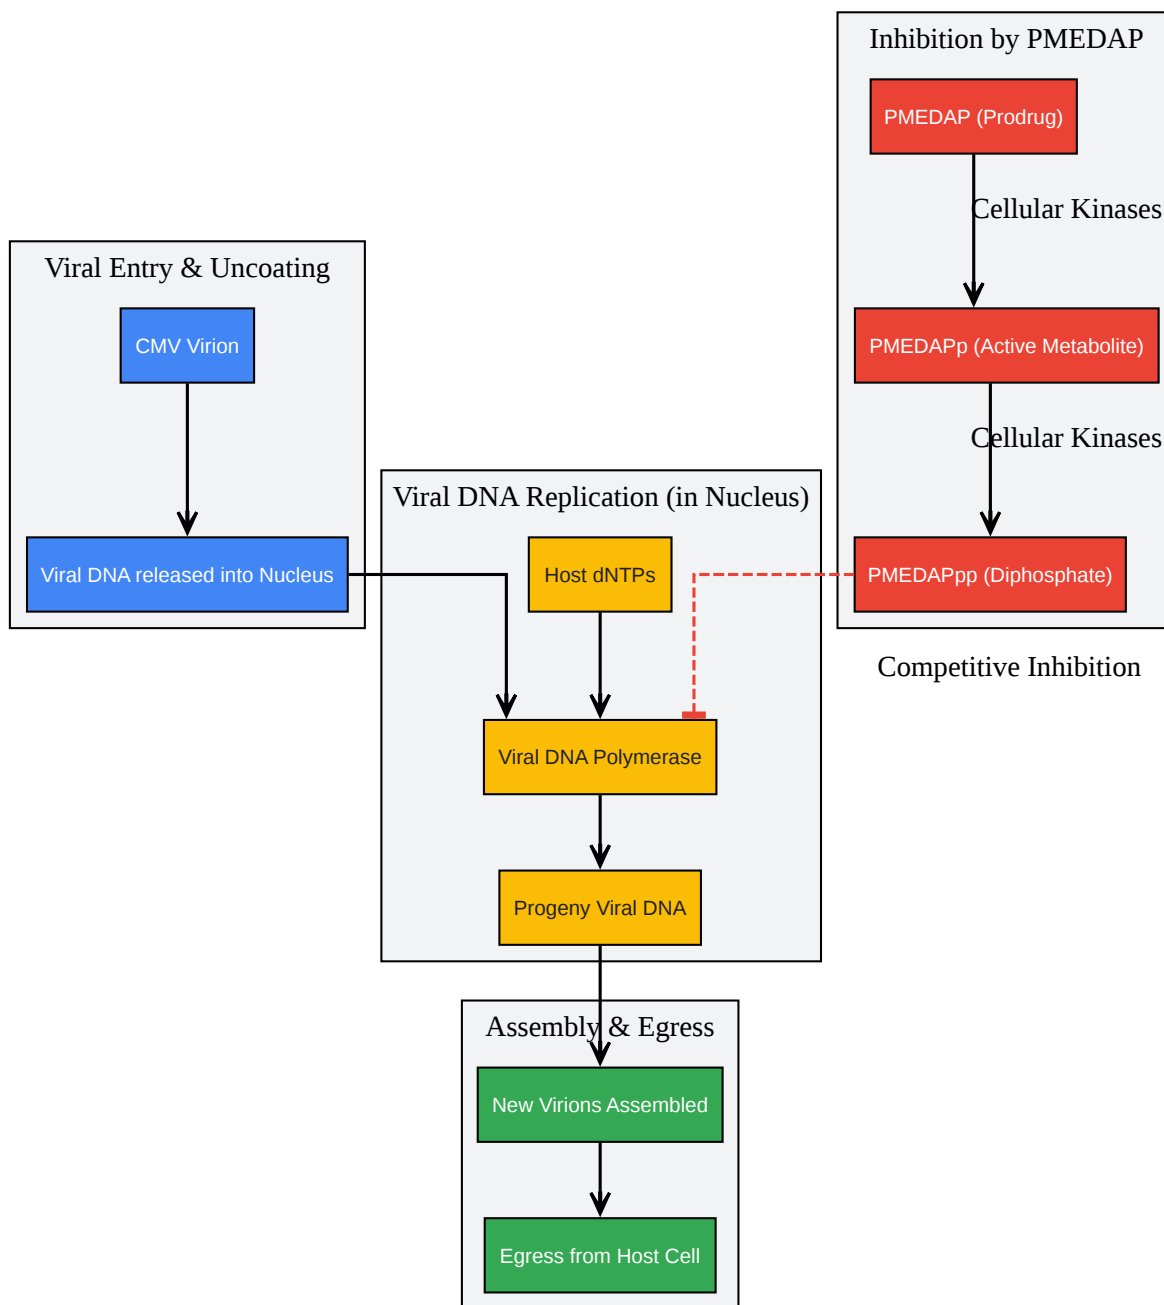 Inhibition by PMEDAP
PMEDAP (Prodrug)
Cellular Kinases
Viral Entry & Uncoating
CMV Virion
PMEDAPp (Active Metabolite)
Cellular Kinases
Viral DNA Replication (in Nucleus)
Viral DNA released into Nucleus
Host dNTPs
PMEDAPpp (Diphosphate)
Competitive Inhibition
Viral DNA Polymerase
Progeny Viral DNA
Assembly & Egress
New Virions Assembled
Egress from Host Cell